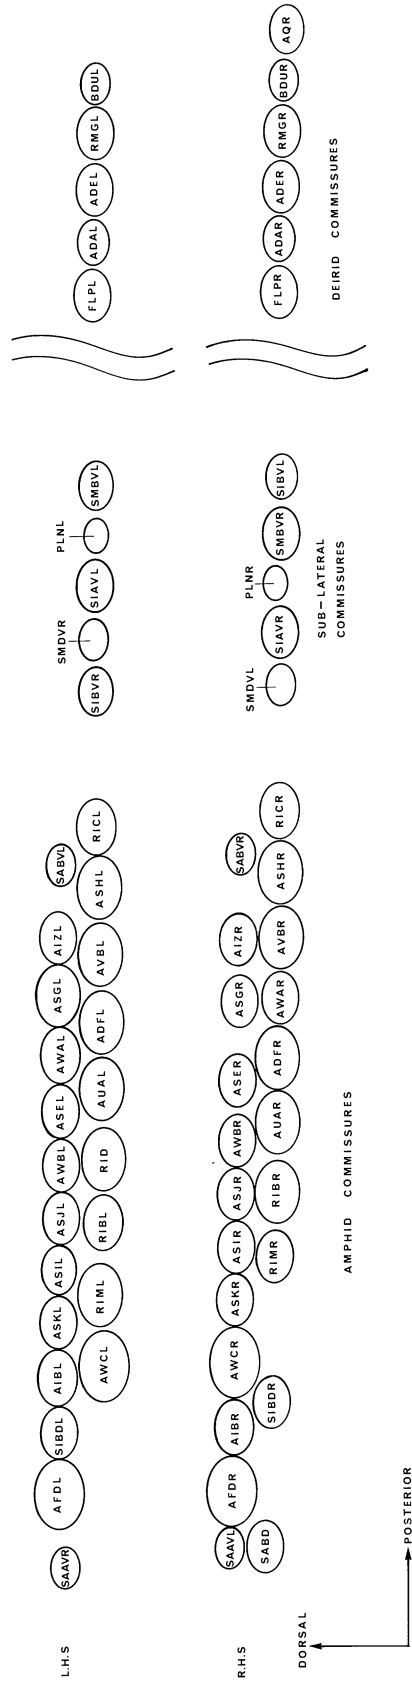 L.H.S
SAAVR AFDL SIBDL AIBL ASKL ASIL ASJL AWBL ASEL AWAL ASGL AIZL SABVL
AWCL RIML RIBL RID AUAL ADFL AVBL ASHL RICL
SMDVR PLNL
SIBVR SIAVL SMBVL
FLPL ADAL ADEL RMGL BDUL
R.H.S
SAAVL AFDR AIBR AWCR ASKR ASIR ASJR AWBR ASER ASGR AIZR SABVR
SABD SIBDR RIMR RIBR AUAR ADFR AWAR AVBR ASHR RICR
SMDVL PLNR
SIAVR SMBVR SIBVL
FLPR ADAR ADER RMGR BDUR AQR
DORSAL
POSTERIOR
AMPHID COMMISSURES
SUB-LATERAL
COMMISSURES
DEIRID COMMISSURES